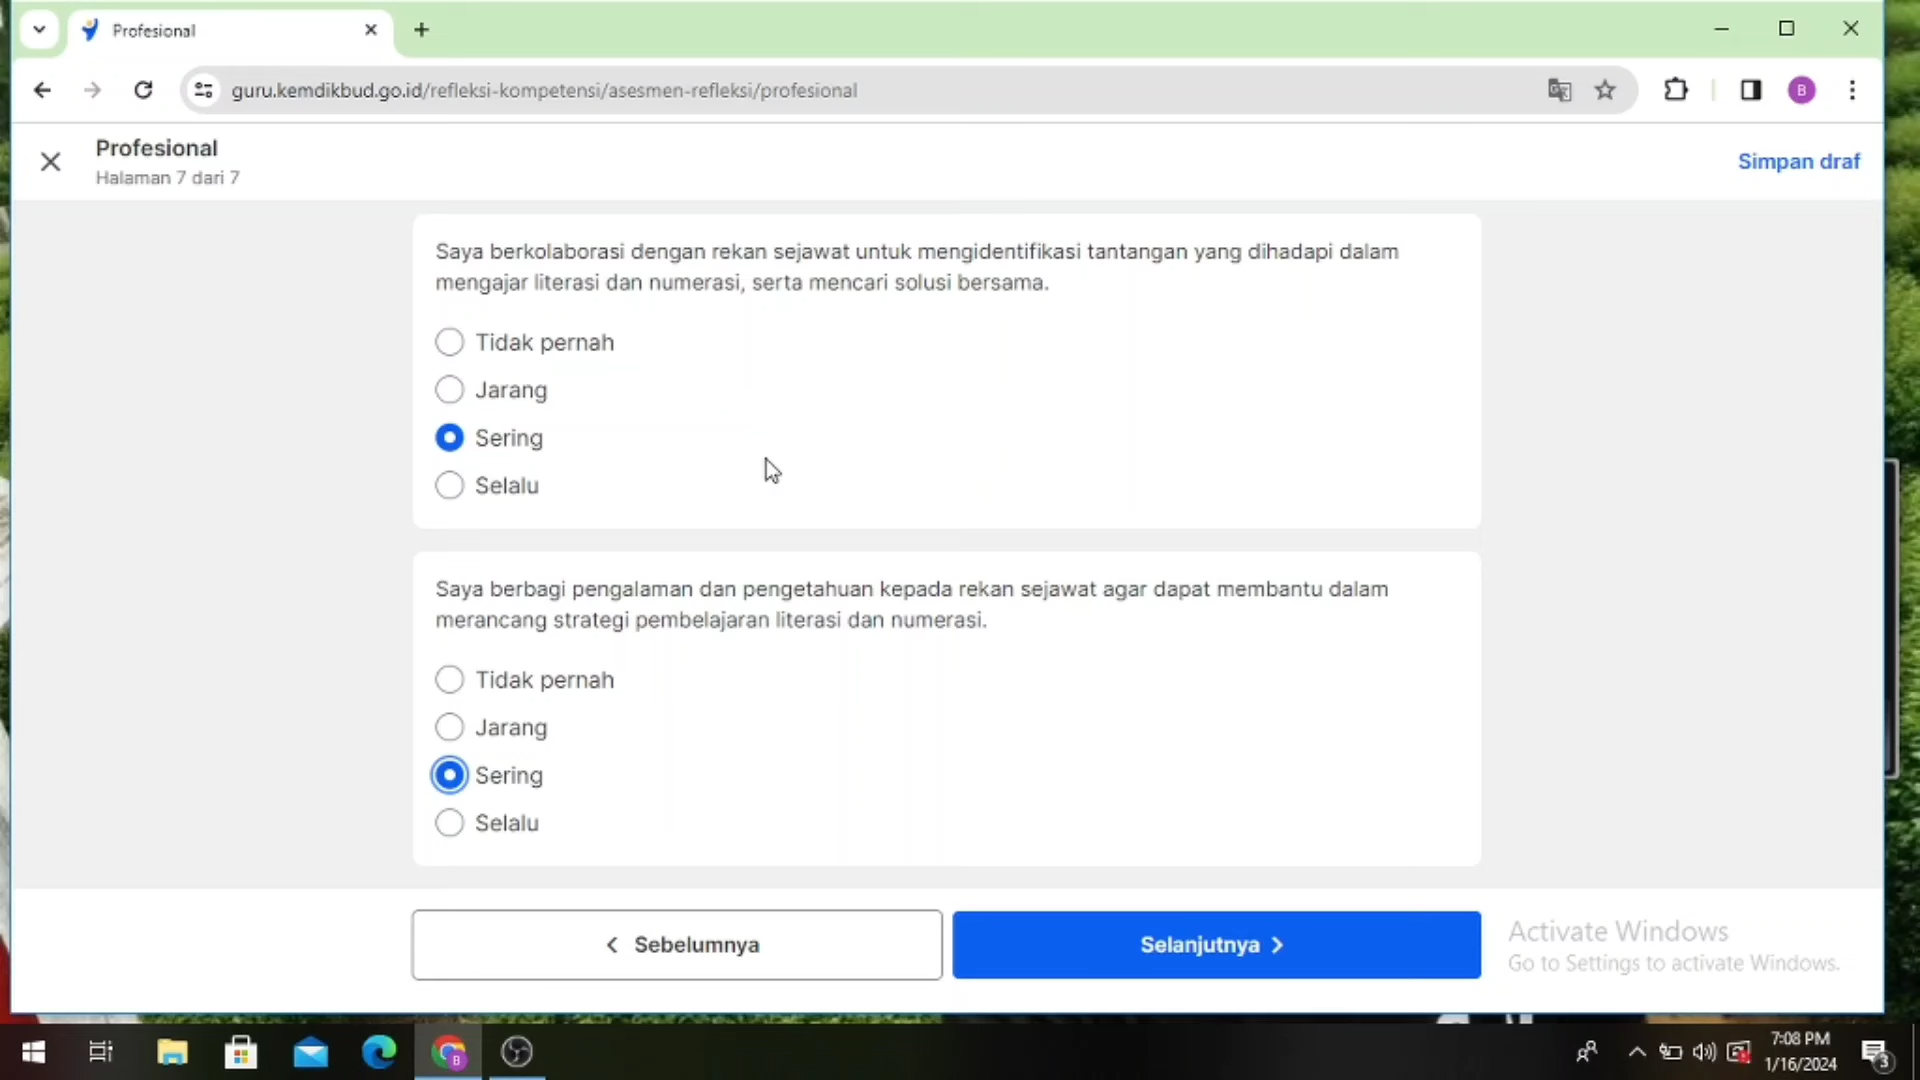 Profesional
guru.kemdikbud.go.id/refleksi-kompetensi/asesmen-refleksi/profesional
B
Profesional
Halaman 7 dari 7
Simpan draf
Saya berkolaborasi dengan rekan sejawat untuk mengidentifikasi tantangan yang dihadapi dalam
mengajar literasi dan numerasi, serta mencari solusi bersama.
Tidak pernah
Jarang
Sering
Selalu
Saya berbagi pengalaman dan pengetahuan kepada rekan sejawat agar dapat membantu dalam
merancang strategi pembelajaran literasi dan numerasi.
Tidak pernah
Jarang
Sering
Selalu
Sebelumnya
Selanjutnya
Activate Windows
Go to Settings to activate Windows.
B
7:08 PM
1/16/2024
3